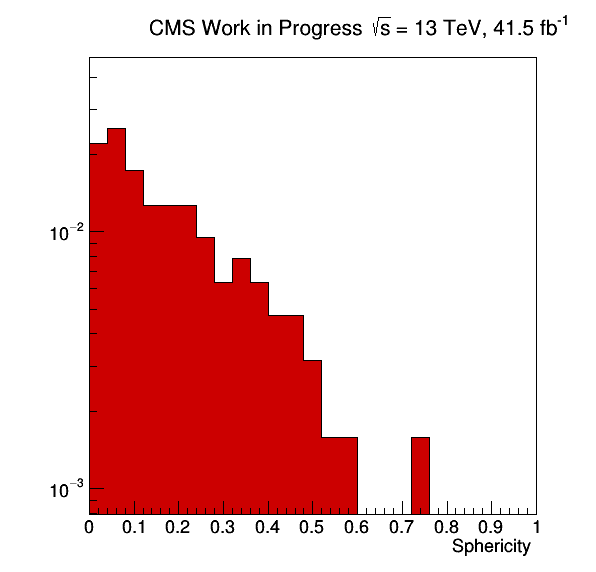 CMS Work in Progress √s = 13 TeV, 41.5 fb⁻¹
10⁻²
10⁻³
0 0.1 0.2 0.3 0.4 0.5 0.6 0.7 0.8 0.9 1
Sphericity